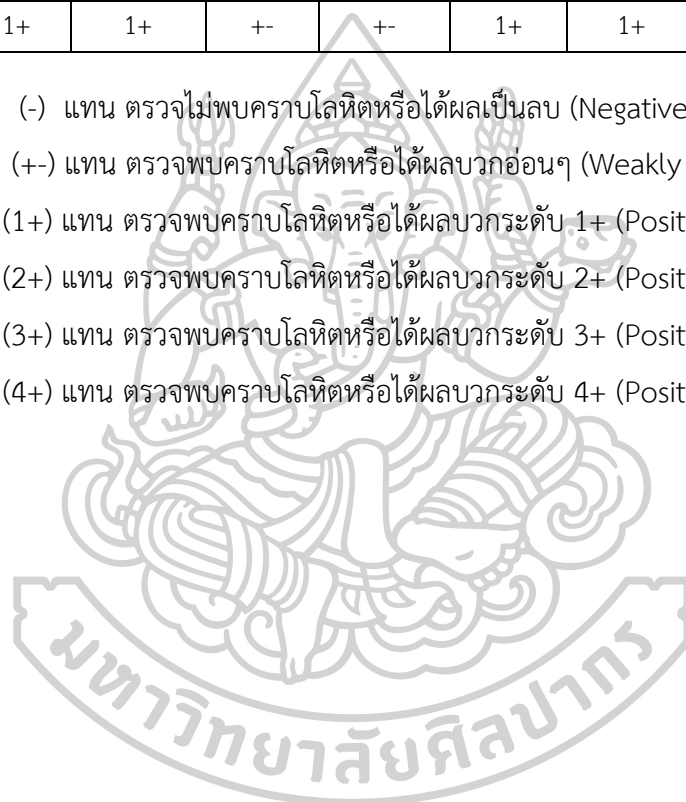 1+ 1+ +- +- 1+ 1+
(-) แทน ตรวจไม่พบคราบโลหิตหรือได้ผลเป็นลบ (Negative
(+-) แทน ตรวจพบคราบโลหิตหรือได้ผลบวกอ่อนๆ (Weakly
(1+) แทน ตรวจพบคราบโลหิตหรือได้ผลบวกระดับ 1+ (Posit
(2+) แทน ตรวจพบคราบโลหิตหรือได้ผลบวกระดับ 2+ (Posit
(3+) แทน ตรวจพบคราบโลหิตหรือได้ผลบวกระดับ 3+ (Posit
(4+) แทน ตรวจพบคราบโลหิตหรือได้ผลบวกระดับ 4+ (Posit
มหาวิทยาลัยศิลปากร